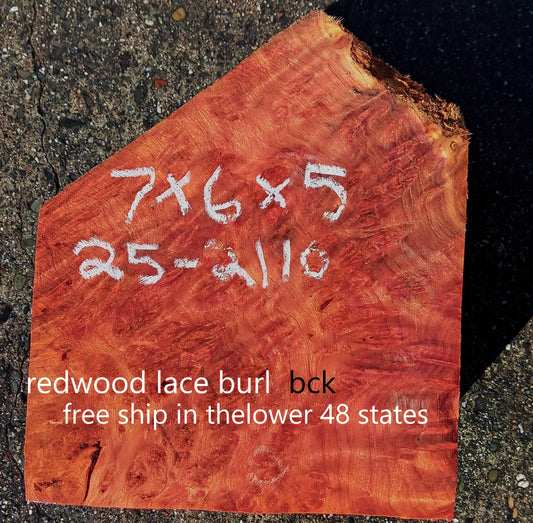 7x6x5
25-2110
redwood lace burl bck
free ship in thelower 48 states